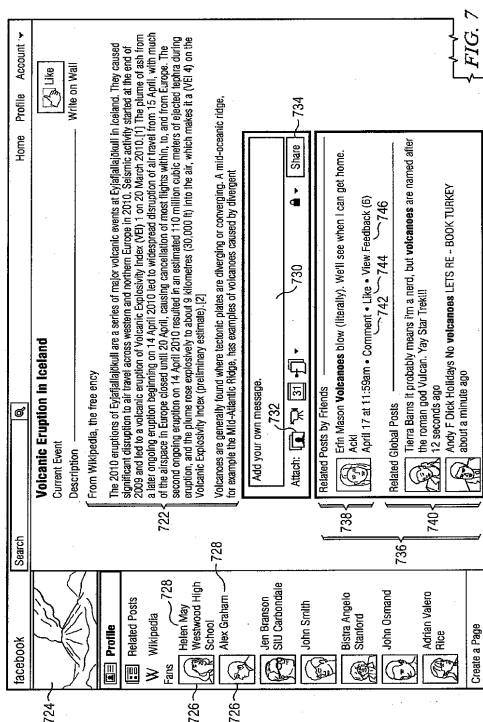 facebook
Search
Home Profile Account
724
Profile
Related Posts
W Wikipedia
Fans
728
726
Helen May
Westwood High
School
728
726
Alex Graham
Jen Branson
SIU Carbondale
John Smith
Bistra Angelo
Stanford
John Osmand
Adrian Valero
Rice
Create a Page
Volcanic Eruption in Iceland
Like
Current Event
Write on Wall
Description
From Wikipedia, the free ency
722
The 2010 eruptions of Eyjafjallajökull are a series of major volcanic events at Eyjafjallajökull in Iceland. They caused
significant disruption to air travel across western and northern Europe in 2010. Seismic activity started at the end of
2009 and led to a volcanic eruption of Volcanic Explosivity Index (VEI) 1 on 20 March 2010.[1] The plume of ash from
a later ongoing eruption beginning on 14 April 2010 led to widespread disruption of air travel from 15 April, with much
of the airspace in Europe closed until 20 April, causing cancellation of most flights within, to, and from Europe. The
second ongoing eruption on 14 April 2010 resulted in an estimated 110 million cubic meters of ejected tephra during
eruption, and the plume rose explosively to about 9 kilometres (30,000 ft) into the air, which makes it a (VEI 4) on the
Volcanic Explosivity Index (preliminary estimate).[2]
Volcanoes are generally found where tectonic plates are diverging or converging. A mid-oceanic ridge,
for example the Mid-Atlantic Ridge, has examples of volcanoes caused by divergent
Add your own message.
730
732
Attach:
31
Share
734
736
738
Related Posts by Friends
Erin Mason Volcanoes blow (literally). We'll see when I can get home.
Ack!
April 17 at 11:59am • Comment • Like • View Feedback (6)
742 744 746
740
Related Global Posts
Tierra Barns it probably means I'm a nerd, but volcanoes are named after
the roman god Vulcan. Yay Star Trek!!!
12 seconds ago
Andy F Dick Holidays No volcanoes LETS RE - BOOK TURKEY
about a minute ago
FIG. 7